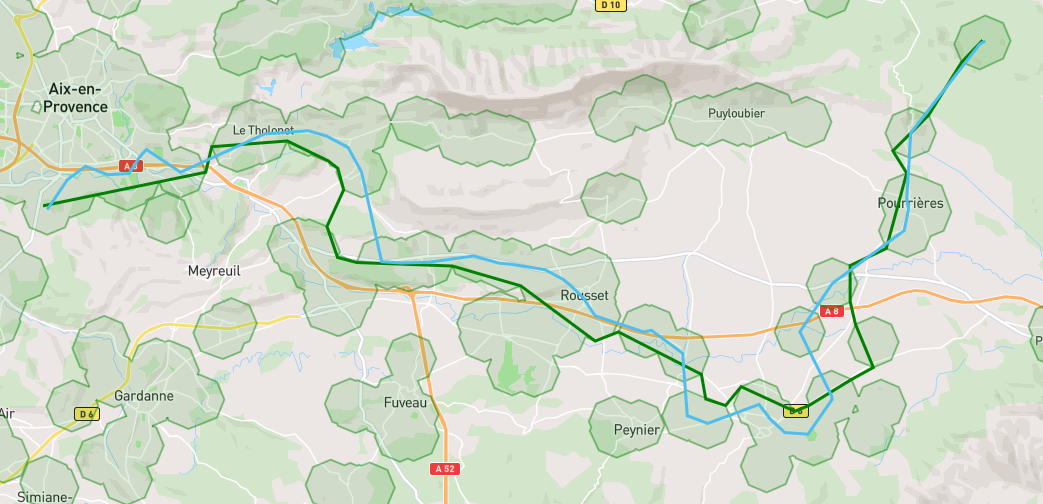 D 10
Aix-en-
Provence
Puyloubier
Le Tholonet
A 8
Pourrières
Meyreuil
Rousset
A 8
Gardanne
Fuveau
Air
D 6
D 6
Peynier
A 52
Simiane-